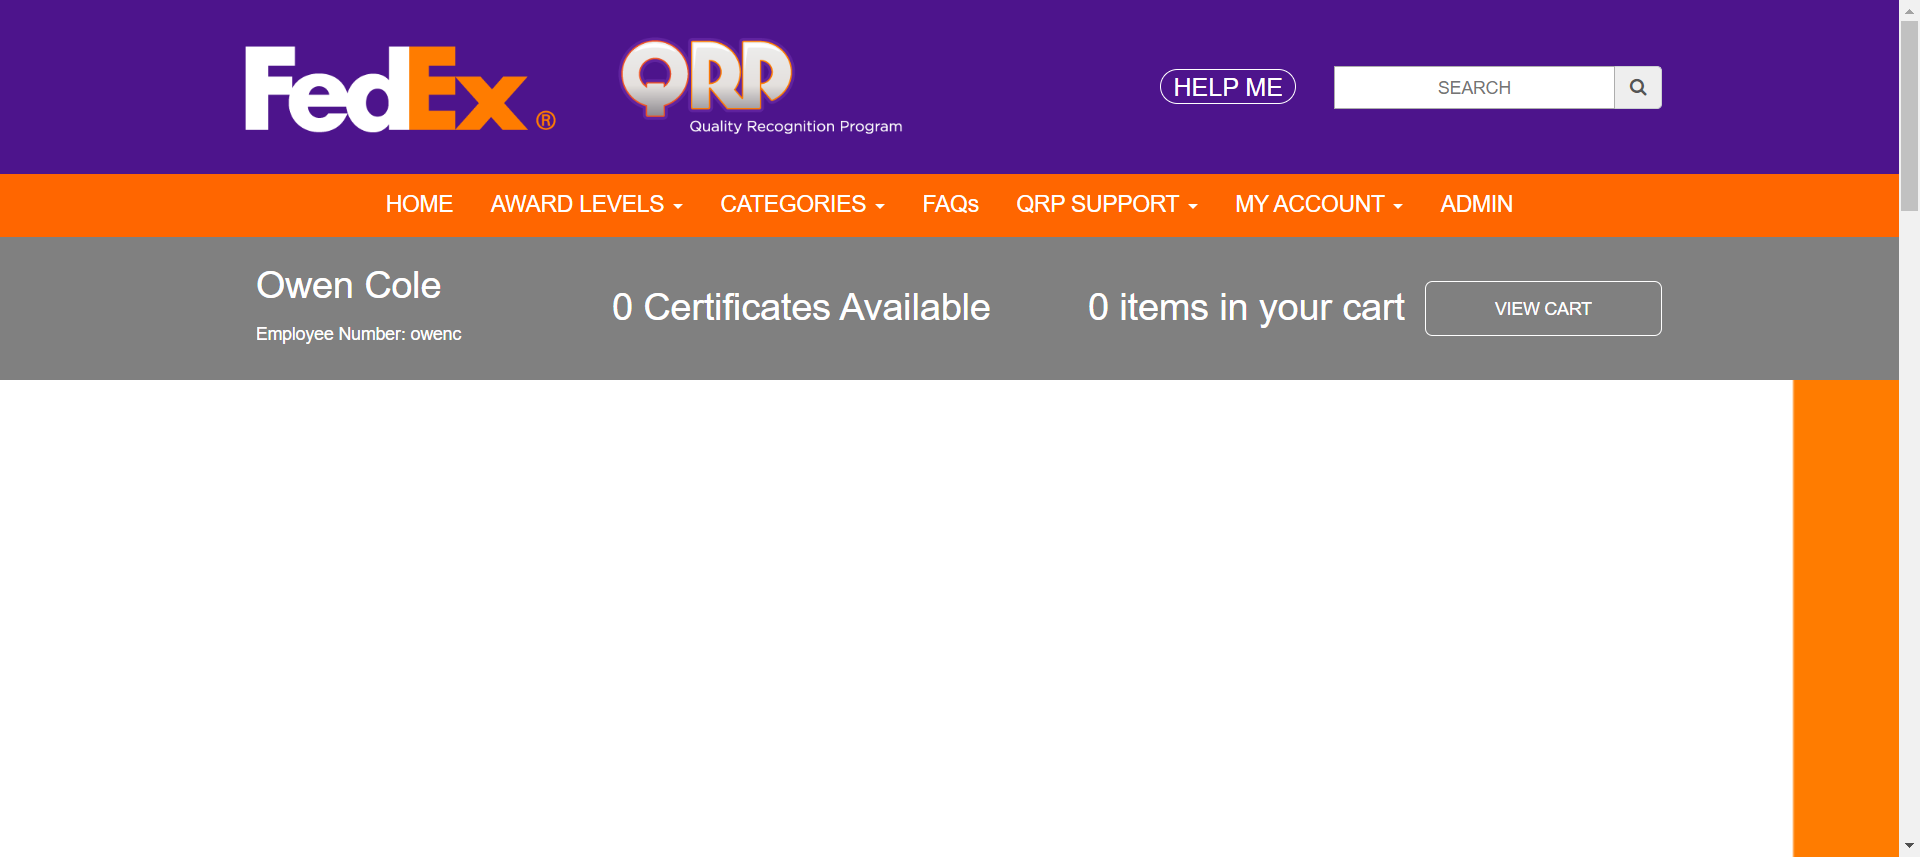 FedEx®
QRP
Quality Recognition Program
HELP ME
SEARCH
HOME AWARD LEVELS CATEGORIES FAQs QRP SUPPORT MY ACCOUNT ADMIN
Owen Cole
Employee Number: owenc
0 Certificates Available
0 items in your cart
VIEW CART